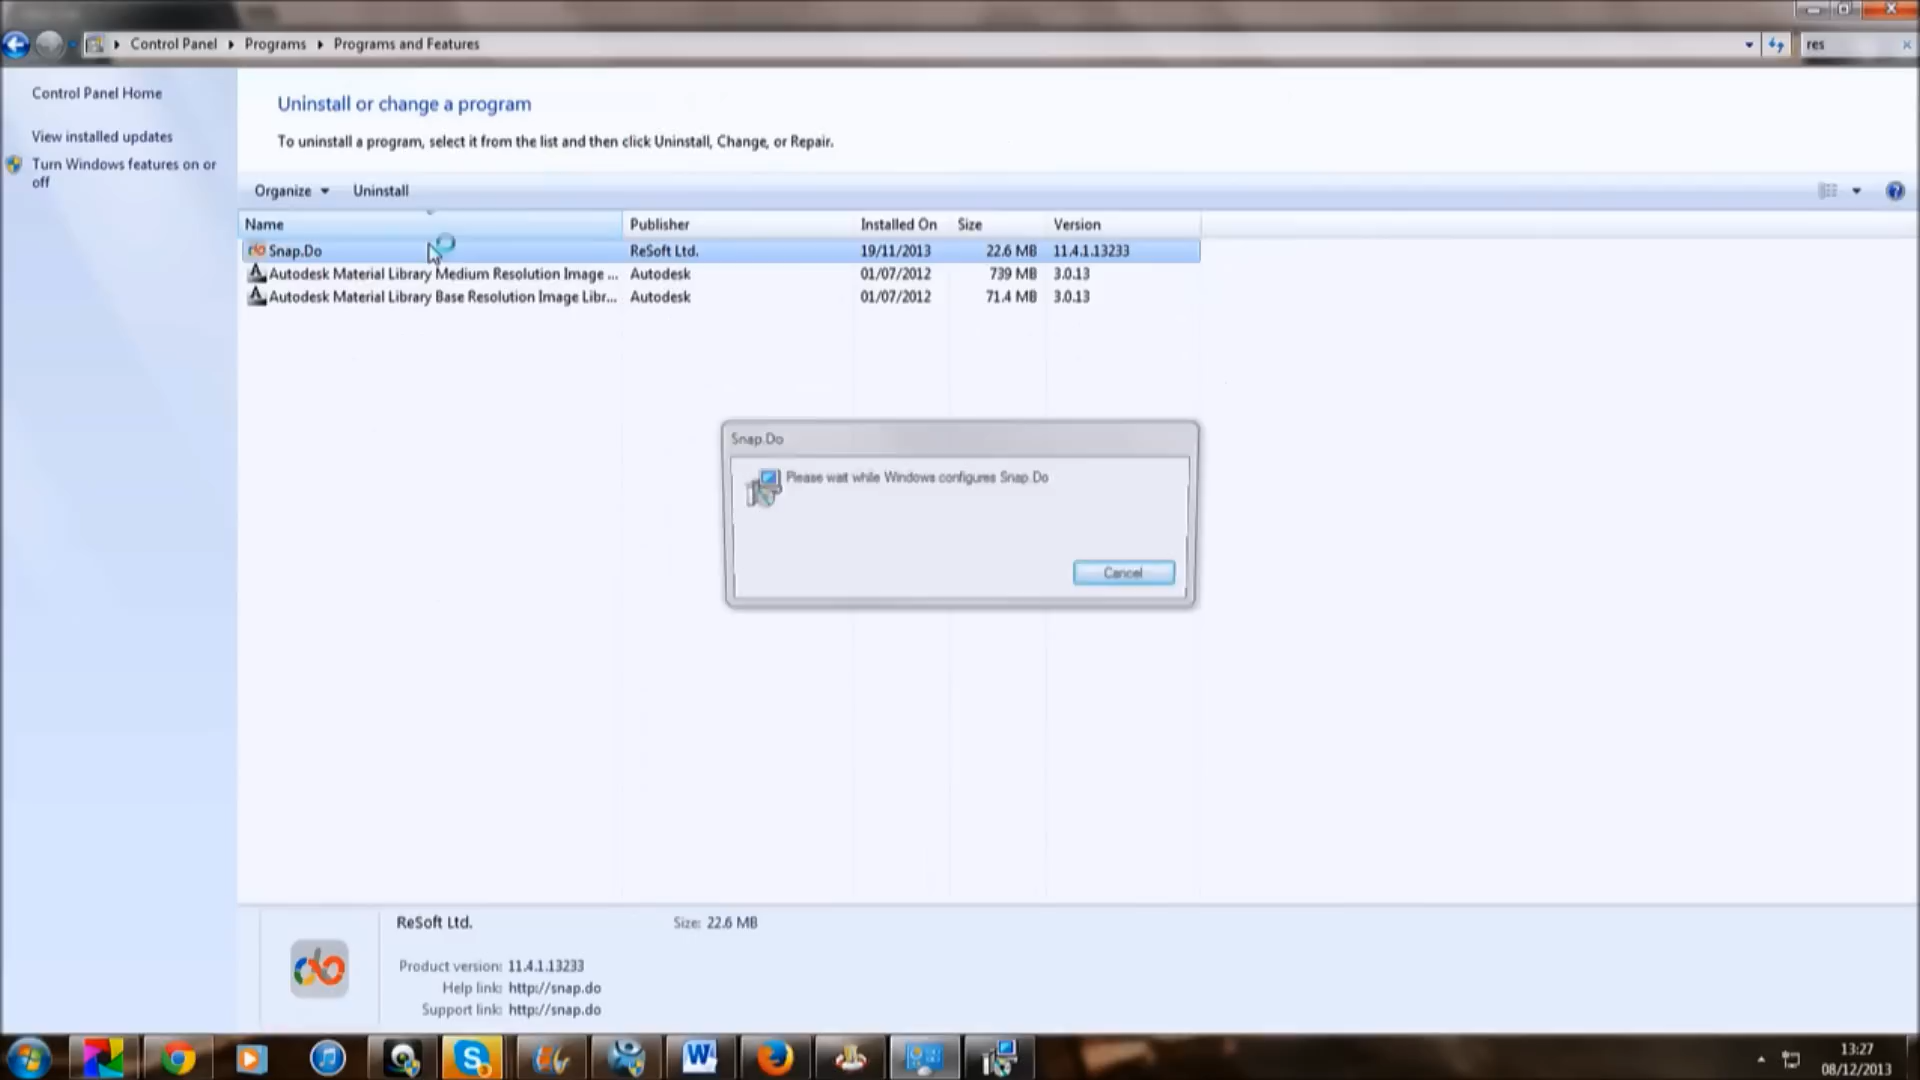 Control Panel Programs Programs and Features
res
Control Panel Home
View installed updates
Turn Windows features on or
off
Uninstall or change a program
To uninstall a program, select it from the list and then click Uninstall, Change, or Repair.
Organize Uninstall
Name Publisher Installed On Size Version
Snap.Do ReSoft Ltd. 19/11/2013 22.6 MB 11.4.1.13233
Autodesk Material Library Medium Resolution Image ... Autodesk 01/07/2012 739 MB 3.0.13
Autodesk Material Library Base Resolution Image Libr... Autodesk 01/07/2012 71.4 MB 3.0.13
Snap.Do
Please wait while Windows configures Snap.Do
Cancel
ReSoft Ltd. Size: 22.6 MB
Product version: 11.4.1.13233
Help link: http://snap.do
Support link: http://snap.do
13:27
08/12/2013